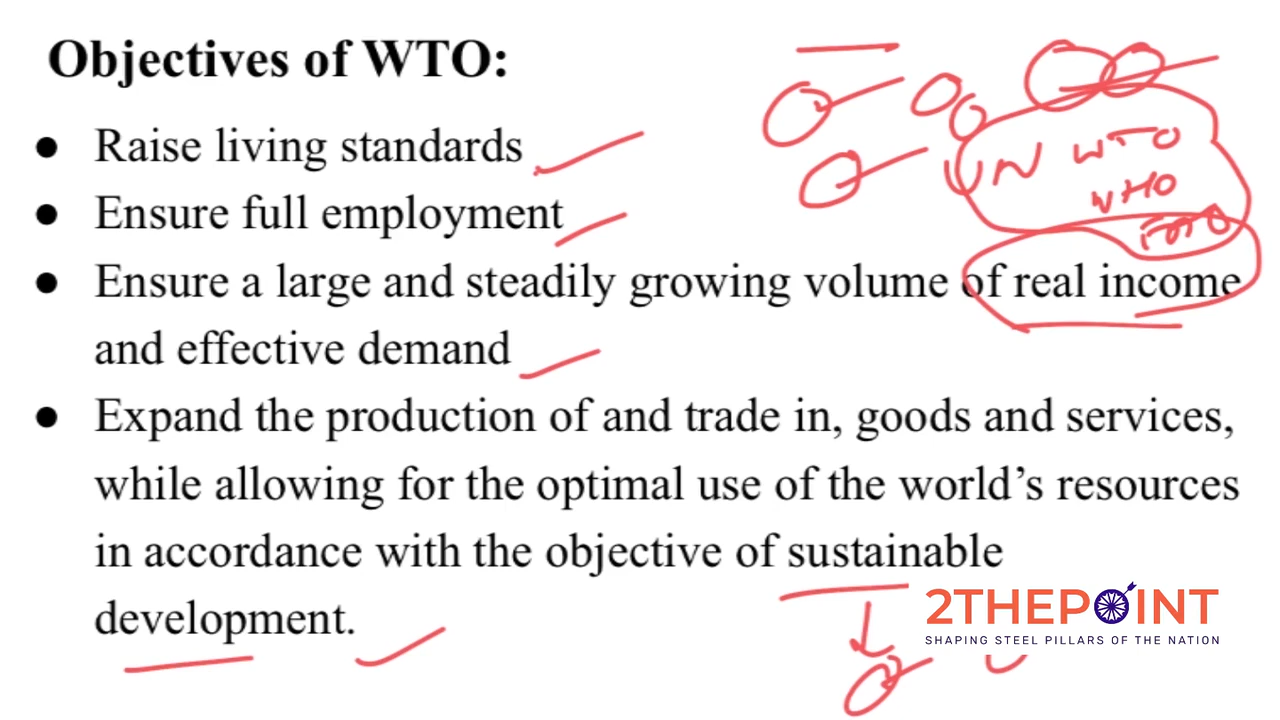 Objectives of WTO:
● Raise living standards
● Ensure full employment
● Ensure a large and steadily growing volume of real income
and effective demand
● Expand the production of and trade in, goods and services,
while allowing for the optimal use of the world’s resources
in accordance with the objective of sustainable
development.
UN WTO
WHO
2THEPOINT
SHAPING STEEL PILLARS OF THE NATION